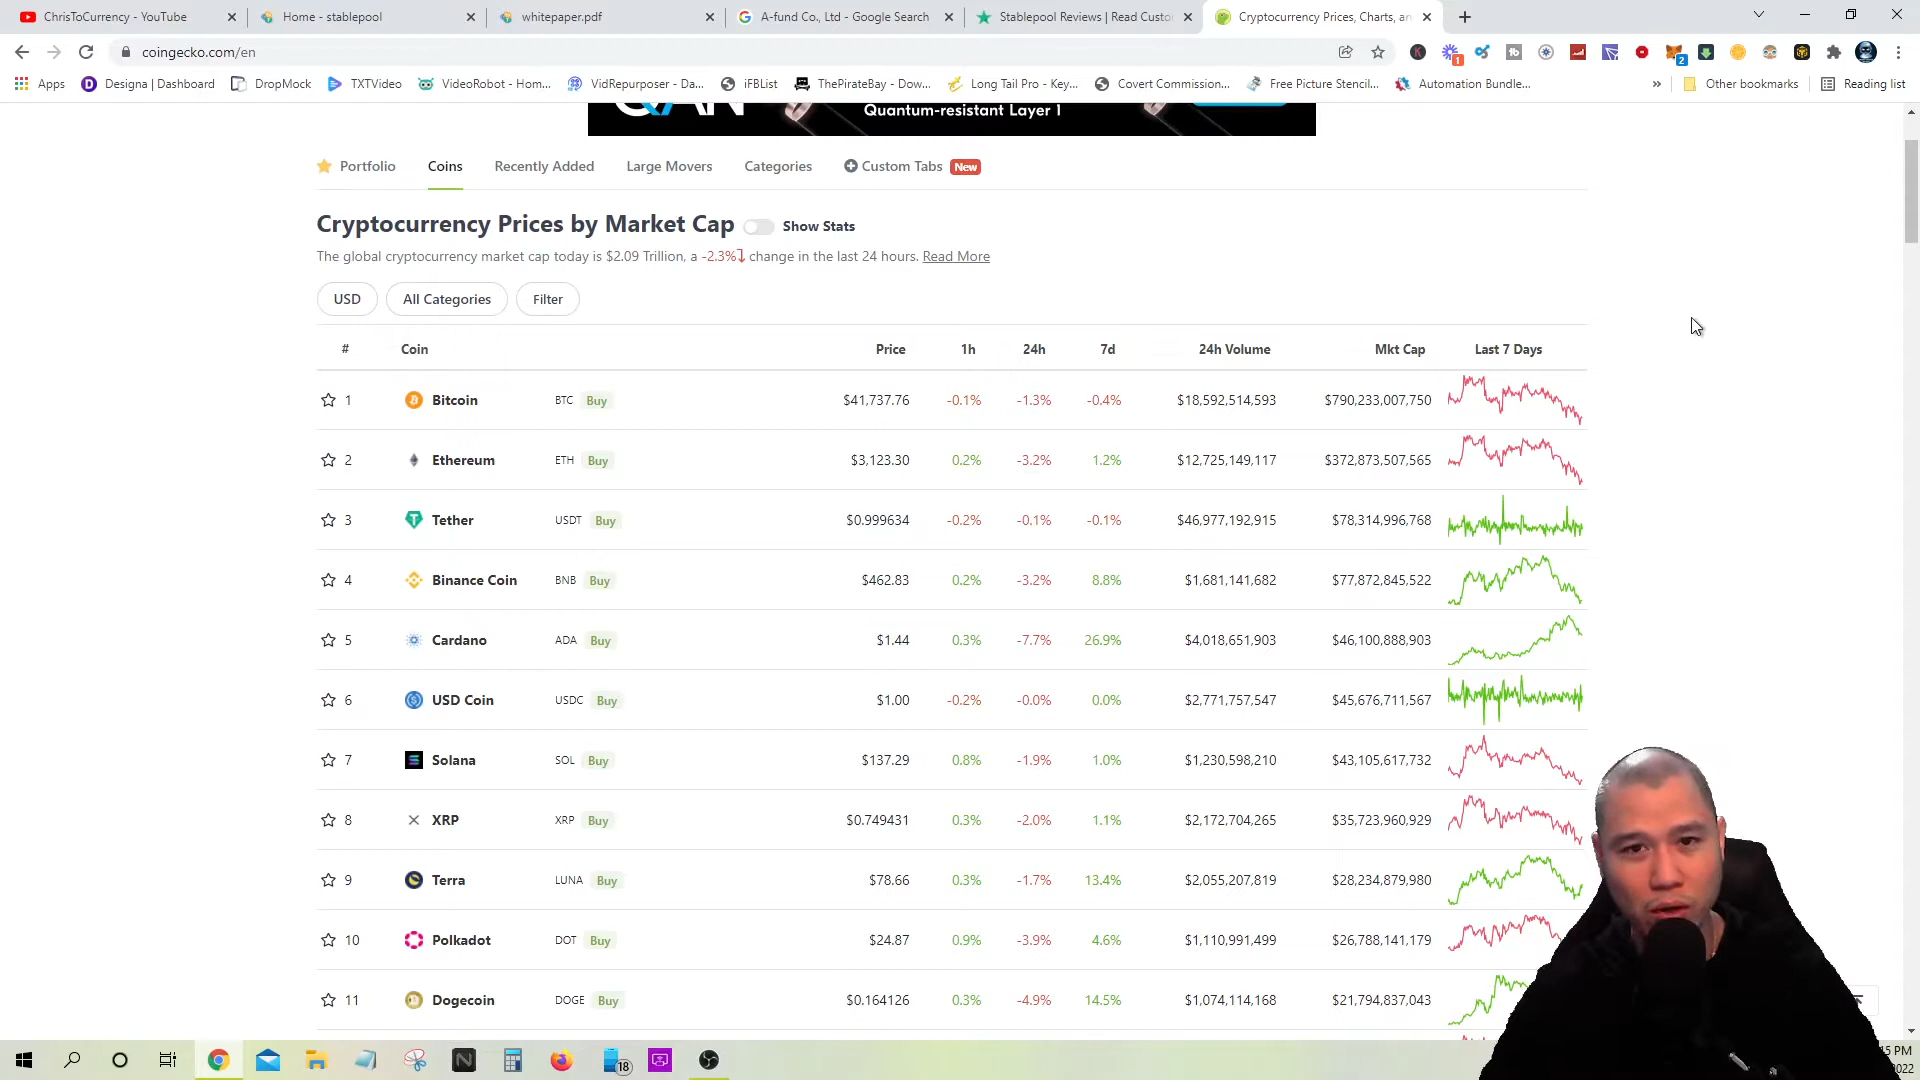 ChrisToCurrency - YouTube
Home - stablepool
whitepaper.pdf
A-fund Co., Ltd - Google Search
Stablepool Reviews | Read Custo
Cryptocurrency Prices, Charts, an
coingecko.com/en
1
2
Apps
Designa | Dashboard
DropMock
TXTVideo
VideoRobot - Hom...
VidRepurposer - Da...
iFBList
ThePirateBay - Dow...
Long Tail Pro - Key...
Covert Commission...
Free Picture Stencil...
Automation Bundle...
»
Other bookmarks
Reading list
Quantum-resistant Layer 1
Portfolio Coins Recently Added Large Movers Categories Custom Tabs New
Cryptocurrency Prices by Market Cap Show Stats
The global cryptocurrency market cap today is $2.09 Trillion, a -2.3% change in the last 24 hours. Read More
USD All Categories Filter
# Coin Price 1h 24h 7d 24h Volume Mkt Cap Last 7 Days
1 Bitcoin BTC Buy $41,737.76 -0.1% -1.3% -0.4% $18,592,514,593 $790,233,007,750
2 Ethereum ETH Buy $3,123.30 0.2% -3.2% 1.2% $12,725,149,117 $372,873,507,565
3 Tether USDT Buy $0.999634 -0.2% -0.1% -0.1% $46,977,192,915 $78,314,996,768
4 Binance Coin BNB Buy $462.83 0.2% -3.2% 8.8% $1,681,141,682 $77,872,845,522
5 Cardano ADA Buy $1.44 0.3% -7.7% 26.9% $4,018,651,903 $46,100,888,903
6 USD Coin USDC Buy $1.00 -0.2% -0.0% 0.0% $2,771,757,547 $45,676,711,567
7 Solana SOL Buy $137.29 0.8% -1.9% 1.0% $1,230,598,210 $43,105,617,732
8 XRP XRP Buy $0.749431 0.3% -2.0% 1.1% $2,172,704,265 $35,723,960,929
9 Terra LUNA Buy $78.66 0.3% -1.7% 13.4% $2,055,207,819 $28,234,879,980
10 Polkadot DOT Buy $24.87 0.9% -3.9% 4.6% $1,110,991,499 $26,788,141,179
11 Dogecoin DOGE Buy $0.164126 0.3% -4.9% 14.5% $1,074,114,168 $21,794,837,043
18
15 PM
2022